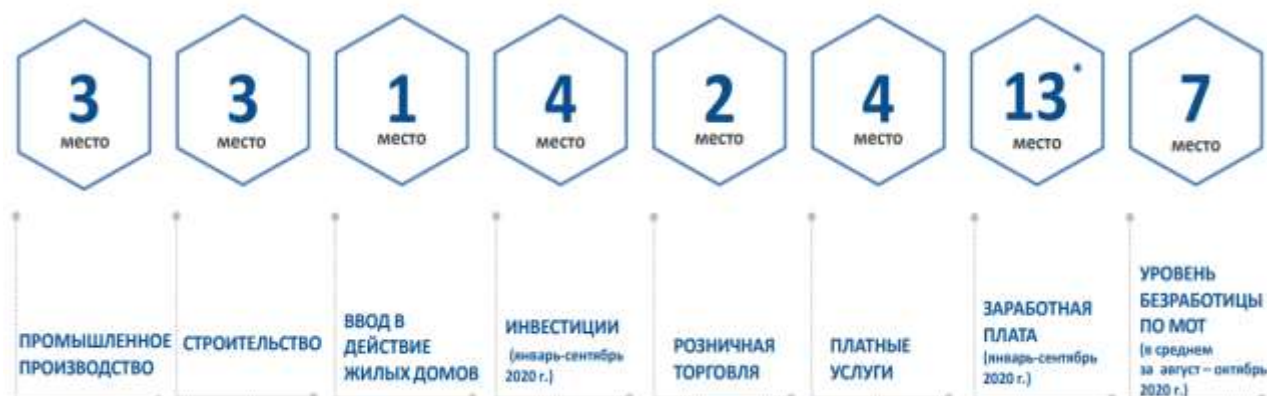 3
место
3
место
1
место
4
место
2
место
4
место
13*
место
7
место
ПРОМЫШЛЕННОЕ
ПРОИЗВОДСТВО
СТРОИТЕЛЬСТВО
ВВОД В
ДЕЙСТВИЕ
ЖИЛЫХ ДОМОВ
ИНВЕСТИЦИИ
(январь-сентябрь
2020 г.)
РОЗНИЧНАЯ
ТОРГОВЛЯ
ПЛАТНЫЕ
УСЛУГИ
ЗАРАБОТНАЯ
ПЛАТА
(январь-сентябрь
2020 г.)
УРОВЕНЬ
БЕЗРАБОТИЦЫ
ПО МОТ
(в среднем
за август – октябрь
2020 г.)